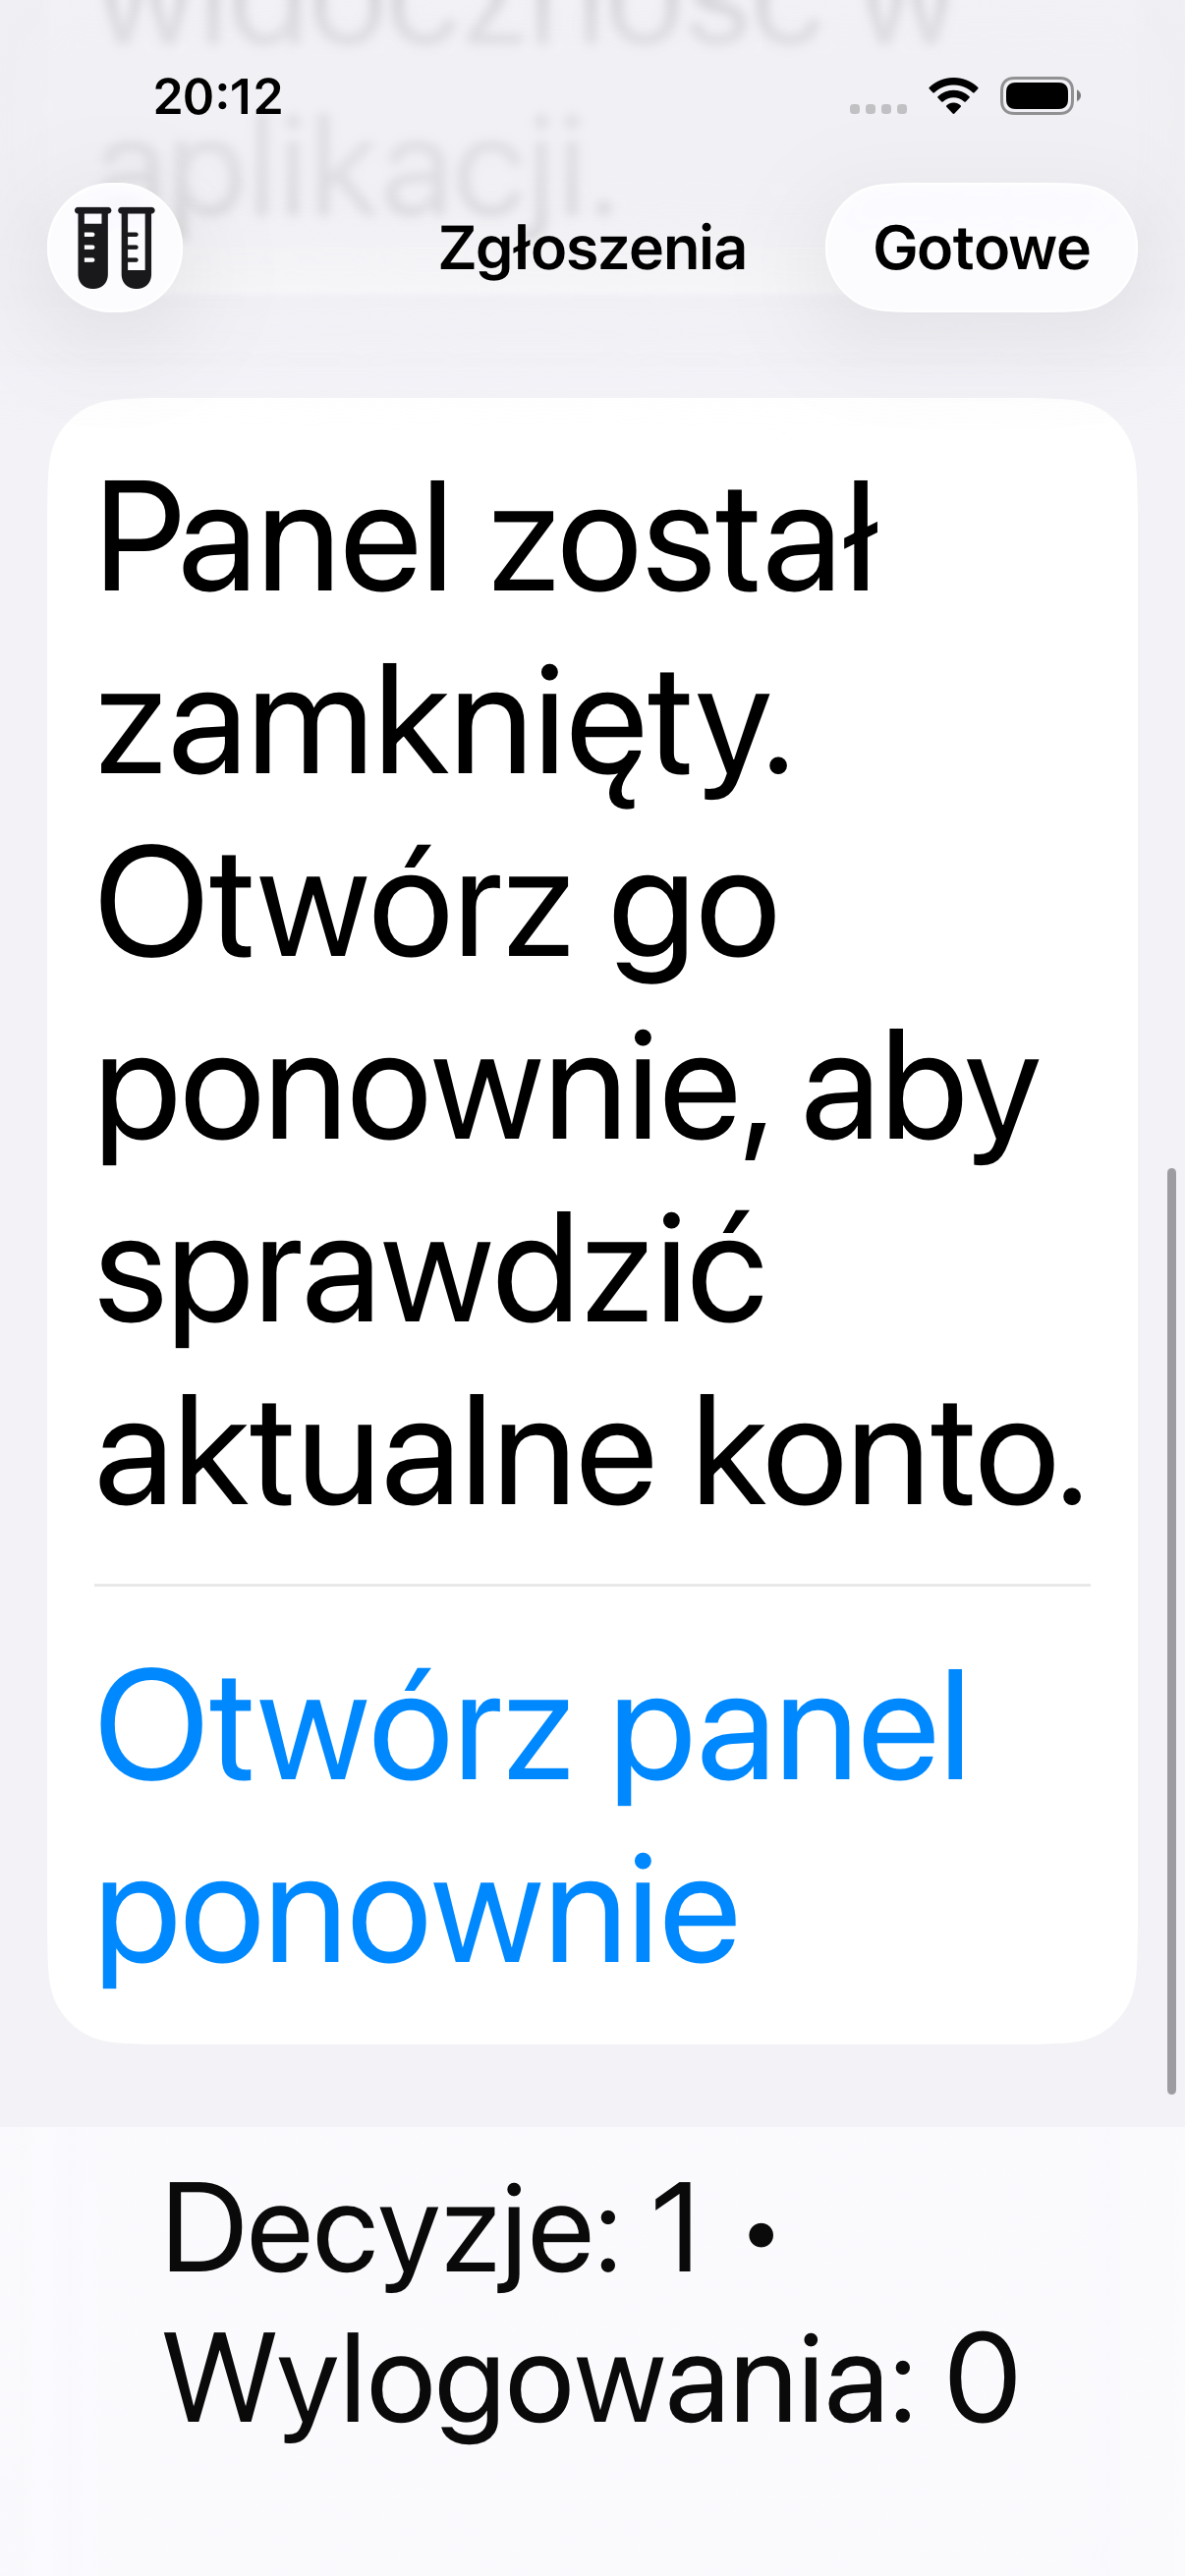 widoczność w
20:12
aplikacji.
Zgłoszenia
Gotowe
Panel został
zamknięty.
Otwórz go
ponownie, aby
sprawdzić
aktualne konto.
Otwórz panel
ponownie
Decyzje: 1 •
Wylogowania: 0